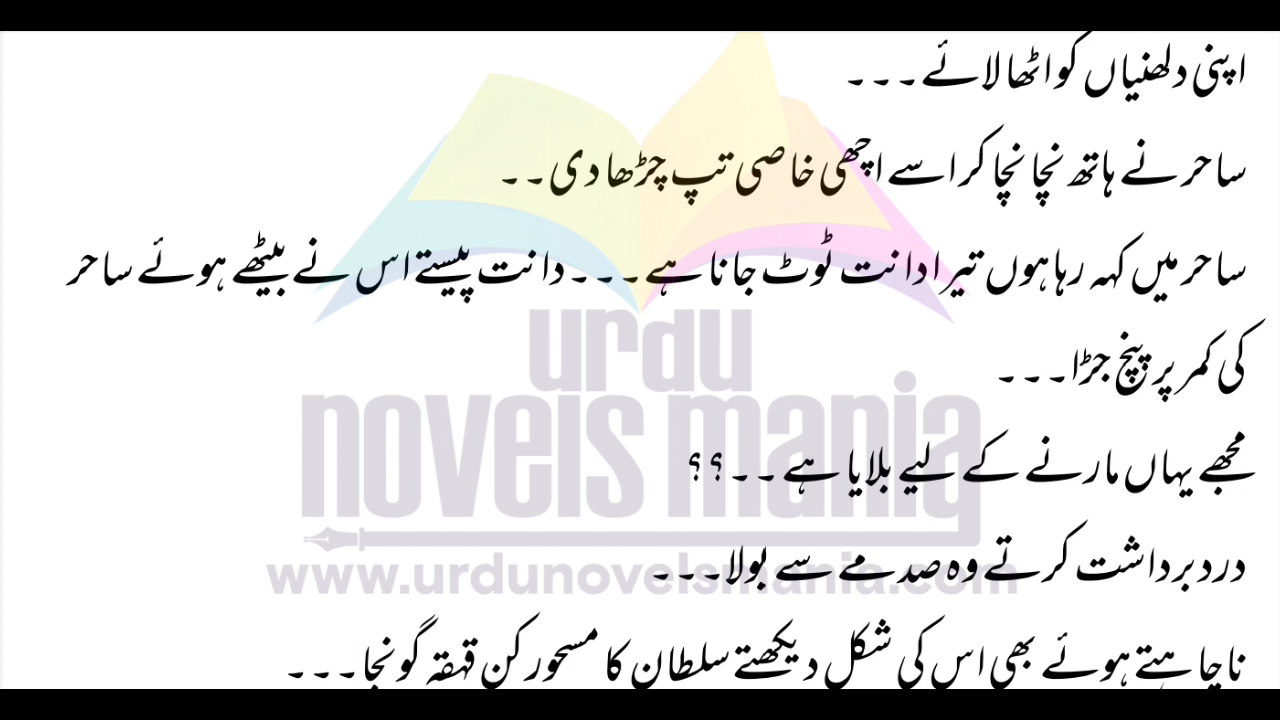 اپنی دلھنیاں کو اٹھا لائے۔۔۔
ساحر نے ہاتھ نچا نچا کر اسے اچھی خاصی تپ چڑھا دی۔۔
ساحر میں کہہ رہا ہوں تیرا دانت ٹوٹ جانا ہے۔۔۔دانت پیستے اس نے بیٹھے ہوئے ساحر
کی کمر پر پنچ جڑا۔۔۔
مجھے یہاں مارنے کے لیے بلایا ہے۔۔؟؟
درد برداشت کرتے وہ صدمے سے بولا۔۔۔
نا چاہتے ہوئے بھی اس کی شکل دیکھتے سلطان کا مسحور کن قہقہ گونجا۔۔۔
urdu
novels mania
www.urdunovelsmania.com